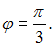 φ = π/3.